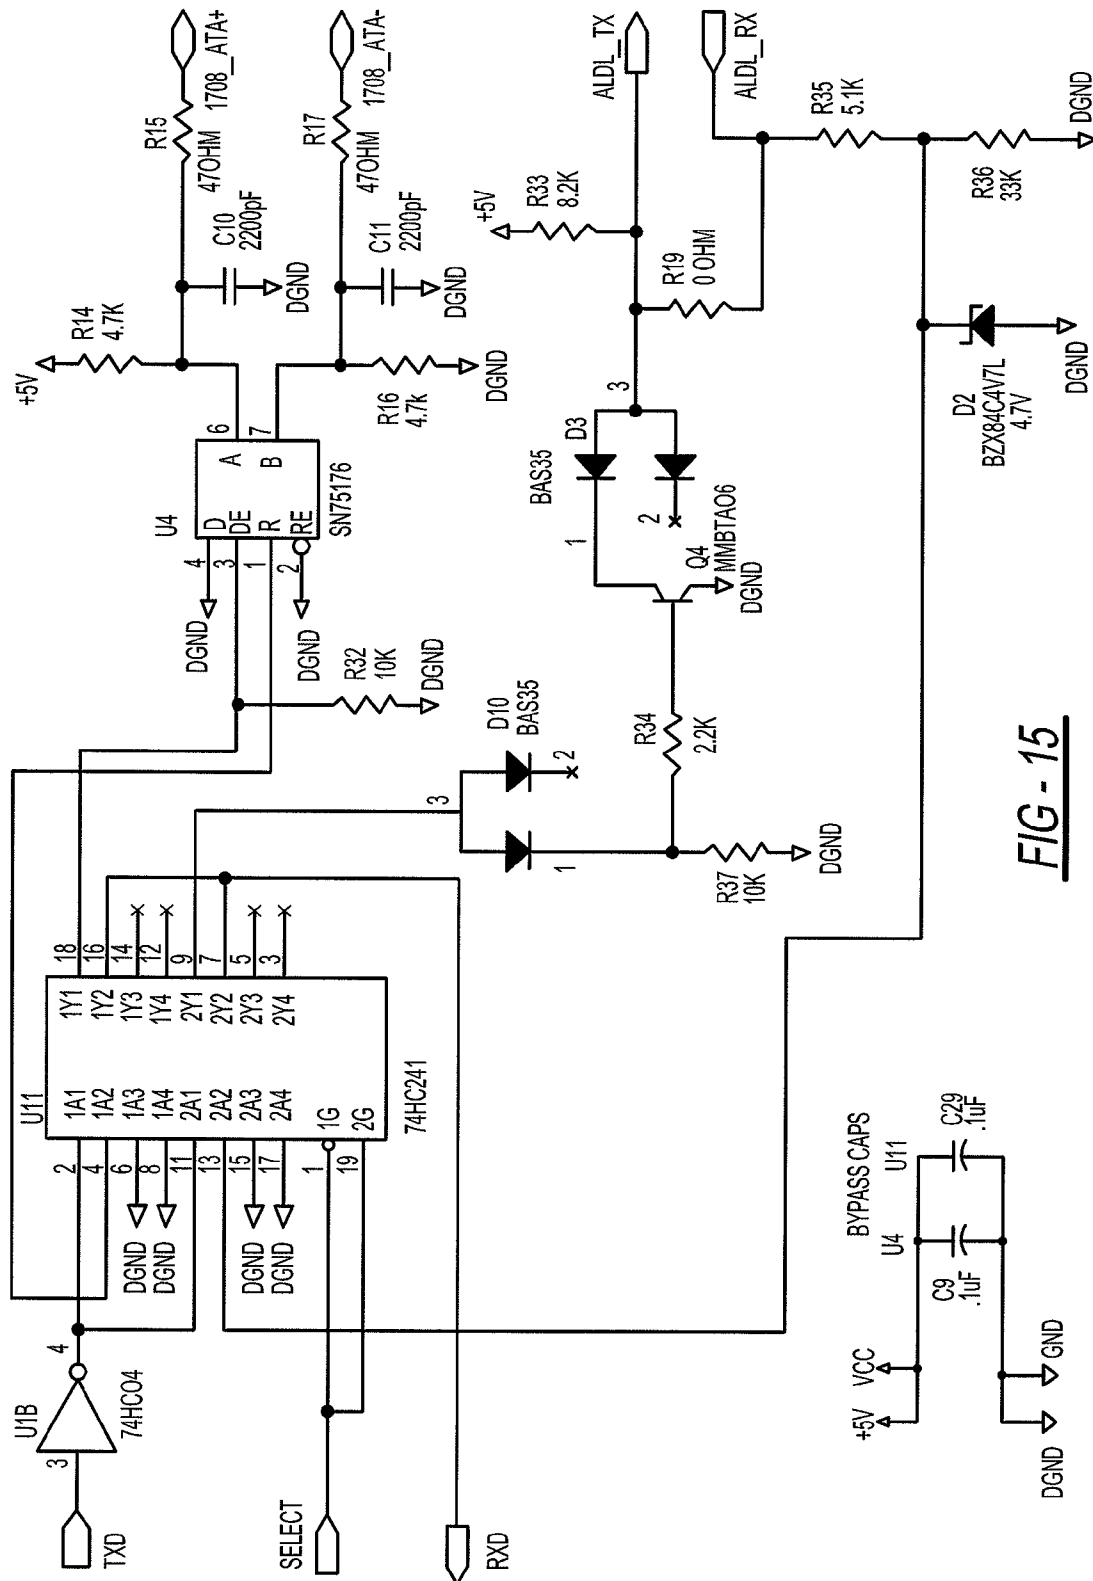 TXD
3
U1B
4
74HC04
SELECT
RXD
U11
2
4
6
8
11
13
15
17
1
19
1A1
1A2
1A3
1A4
2A1
2A2
2A3
2A4
1G
2G
1Y1
1Y2
1Y3
1Y4
2Y1
2Y2
2Y3
2Y4
18
16
14
12
9
7
5
3
74HC241
DGND
DGND
DGND
DGND
U4
4
3
1
2
D
DE
R
RE
A
B
6
7
SN75176
DGND
DGND
R32
10K
DGND
+5V
R14
4.7K
C10
2200pF
DGND
R15
47OHM
1708_ATA+
R16
4.7k
DGND
C11
2200pF
DGND
R17
47OHM
1708_ATA-
D10
BAS35
3
2
1
R37
10K
DGND
R34
2.2K
Q4
MMBTAO6
DGND
BAS35
D3
1
2
3
+5V
R33
8.2K
ALDL_TX
R19
0 OHM
ALDL_RX
R35
5.1K
R36
33K
DGND
D2
BZX84C4V7L
4.7V
DGND
BYPASS CAPS
+5V
VCC
U4
U11
C9
.1uF
C29
.1uF
DGND
GND
FIG - 15